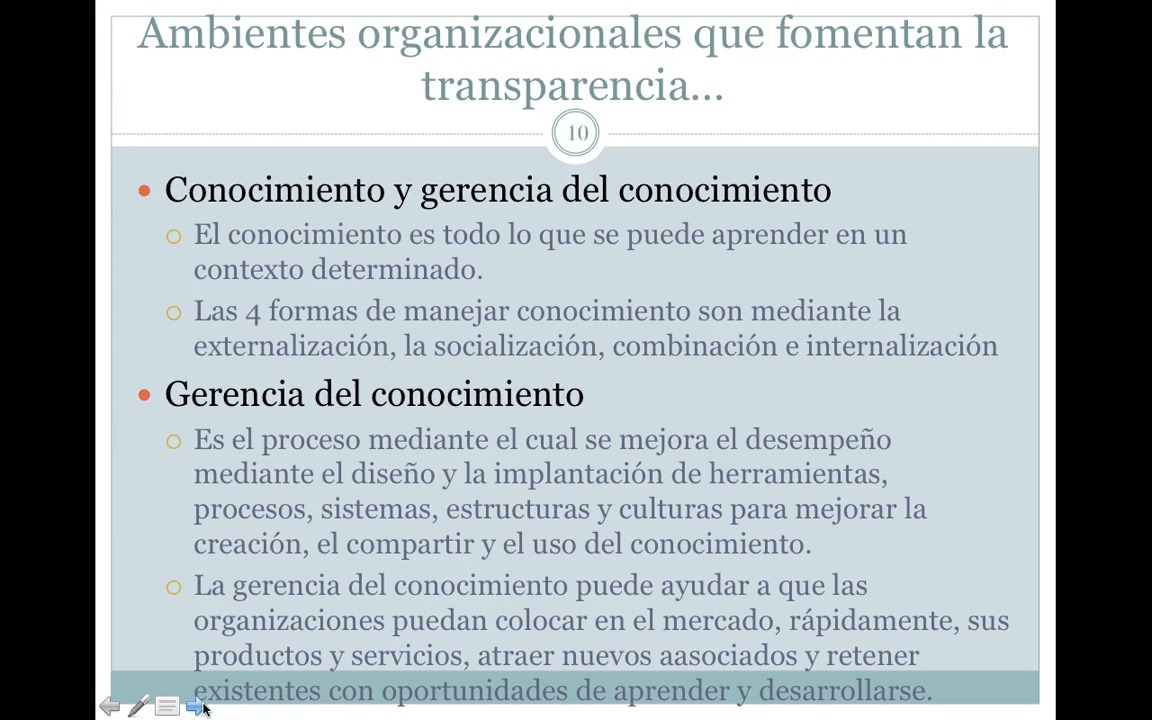 Ambientes organizacionales que fomentan la
transparencia…
10
Conocimiento y gerencia del conocimiento
El conocimiento es todo lo que se puede aprender en un
contexto determinado.
Las 4 formas de manejar conocimiento son mediante la
externalización, la socialización, combinación e internalización
Gerencia del conocimiento
Es el proceso mediante el cual se mejora el desempeño
mediante el diseño y la implantación de herramientas,
procesos, sistemas, estructuras y culturas para mejorar la
creación, el compartir y el uso del conocimiento.
La gerencia del conocimiento puede ayudar a que las
organizaciones puedan colocar en el mercado, rápidamente, sus
productos y servicios, atraer nuevos aasociados y retener
existentes con oportunidades de aprender y desarrollarse.